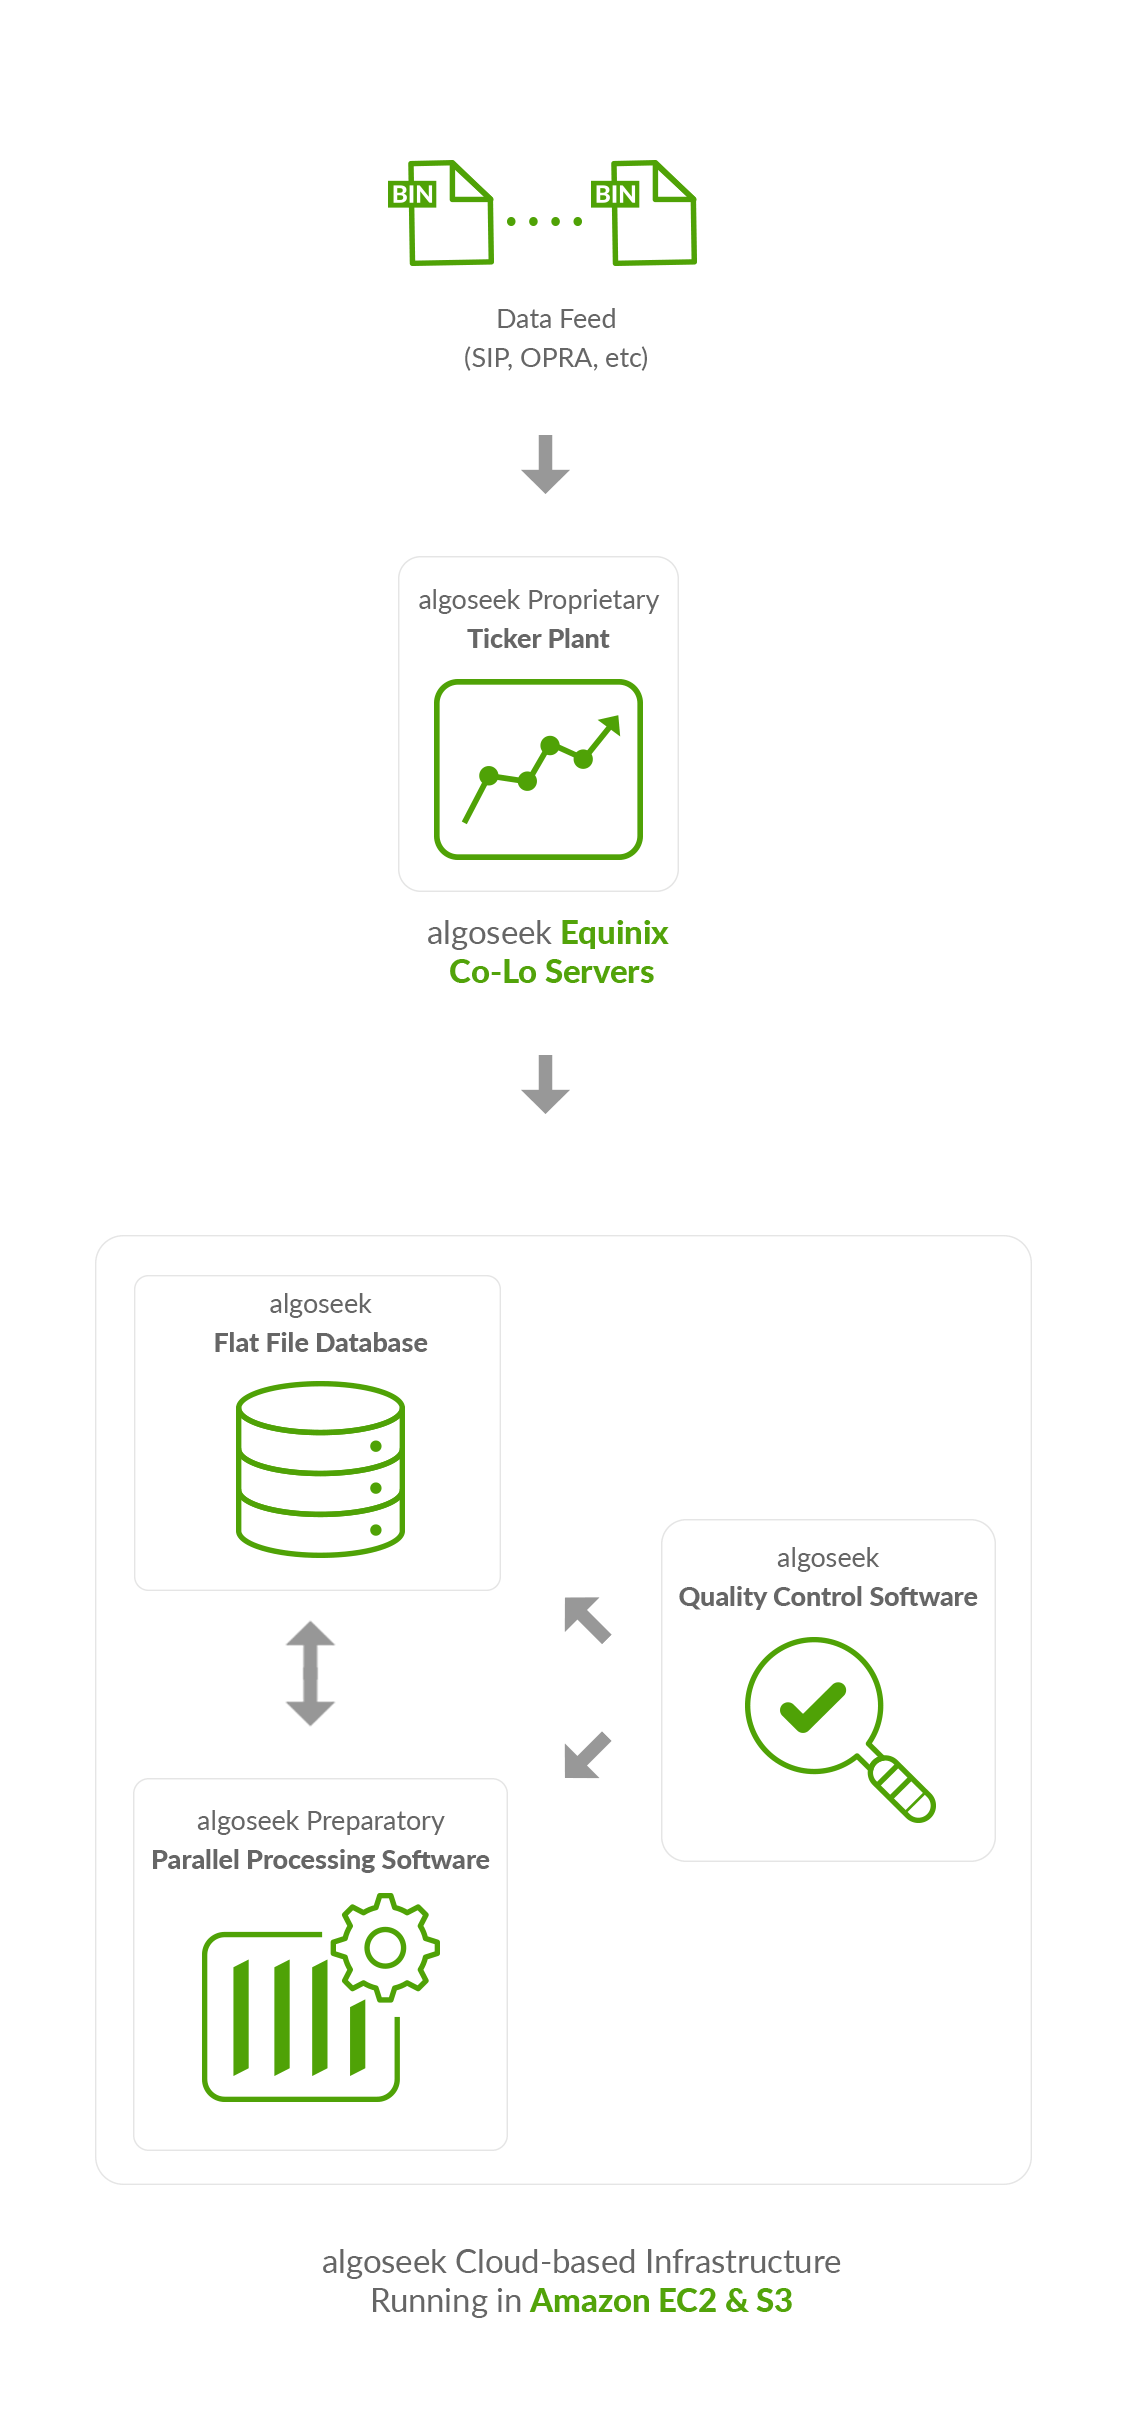 BIN
BIN
Data Feed
(SIP, OPRA, etc)
algoseek Proprietary
Ticker Plant
algoseek Equinix
Co-Lo Servers
algoseek
Flat File Database
algoseek
Quality Control Software
algoseek Preparatory
Parallel Processing Software
algoseek Cloud-based Infrastructure
Running in Amazon EC2 & S3